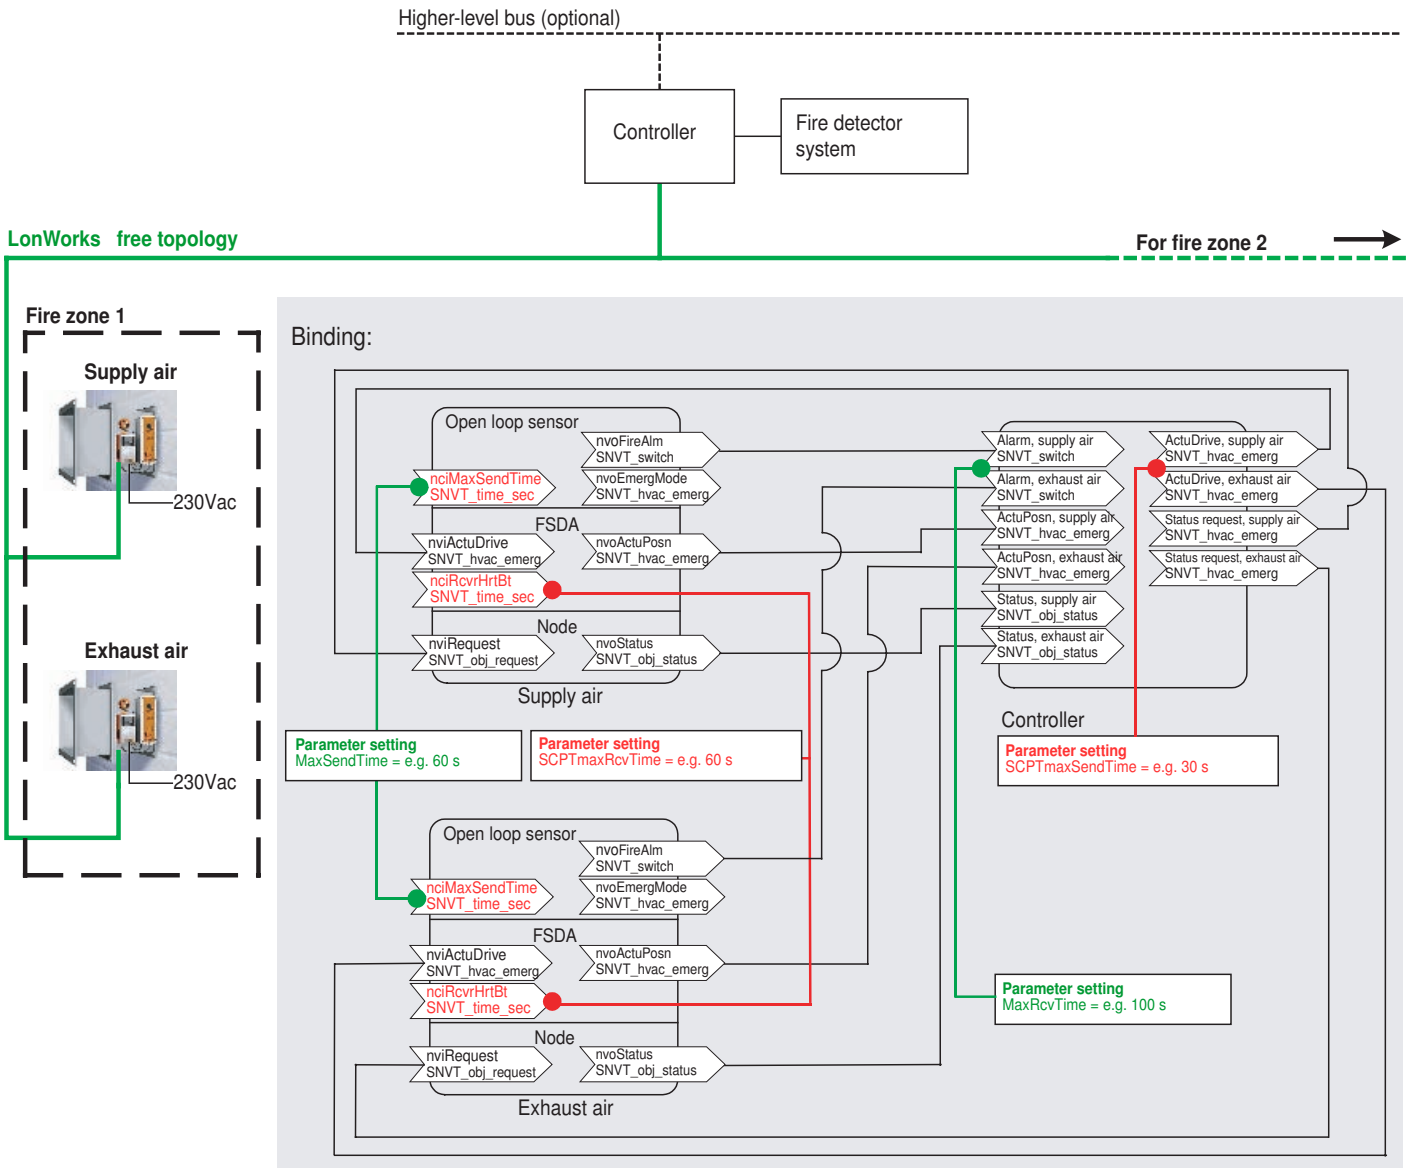 Higher-level bus (optional)
Controller
Fire detector
system
LonWorks free topology
For fire zone 2
Fire zone 1
Supply air
230Vac
Exhaust air
230Vac
Binding:
Open loop sensor
nvoFireAlm
SNVT_switch
nciMaxSendTime
SNVT_time_sec
nvoEmergMode
SNVT_hvac_emerg
FSDA
nviActuDrive
SNVT_hvac_emerg
nvoActuPosn
SNVT_hvac_emerg
nciRcvrHrtBt
SNVT_time_sec
Node
nviRequest
SNVT_obj_request
nvoStatus
SNVT_obj_status
Supply air
Alarm, supply air
SNVT_switch
Alarm, exhaust air
SNVT_switch
ActuPosn, supply air
SNVT_hvac_emerg
ActuPosn, exhaust air
SNVT_hvac_emerg
Status, supply air
SNVT_obj_status
Status, exhaust air
SNVT_obj_status
ActuDrive, supply air
SNVT_hvac_emerg
ActuDrive, exhaust air
SNVT_hvac_emerg
Status request, supply air
SNVT_hvac_emerg
Status request, exhaust air
SNVT_hvac_emerg
Controller
Parameter setting
MaxSendTime = e.g. 60 s
Parameter setting
SCPTmaxRcvTime = e.g. 60 s
Parameter setting
SCPTmaxSendTime = e.g. 30 s
Open loop sensor
nvoFireAlm
SNVT_switch
nciMaxSendTime
SNVT_time_sec
nvoEmergMode
SNVT_hvac_emerg
FSDA
nviActuDrive
SNVT_hvac_emerg
nvoActuPosn
SNVT_hvac_emerg
nciRcvrHrtBt
SNVT_time_sec
Node
nviRequest
SNVT_obj_request
nvoStatus
SNVT_obj_status
Exhaust air
Parameter setting
MaxRcvTime = e.g. 100 s